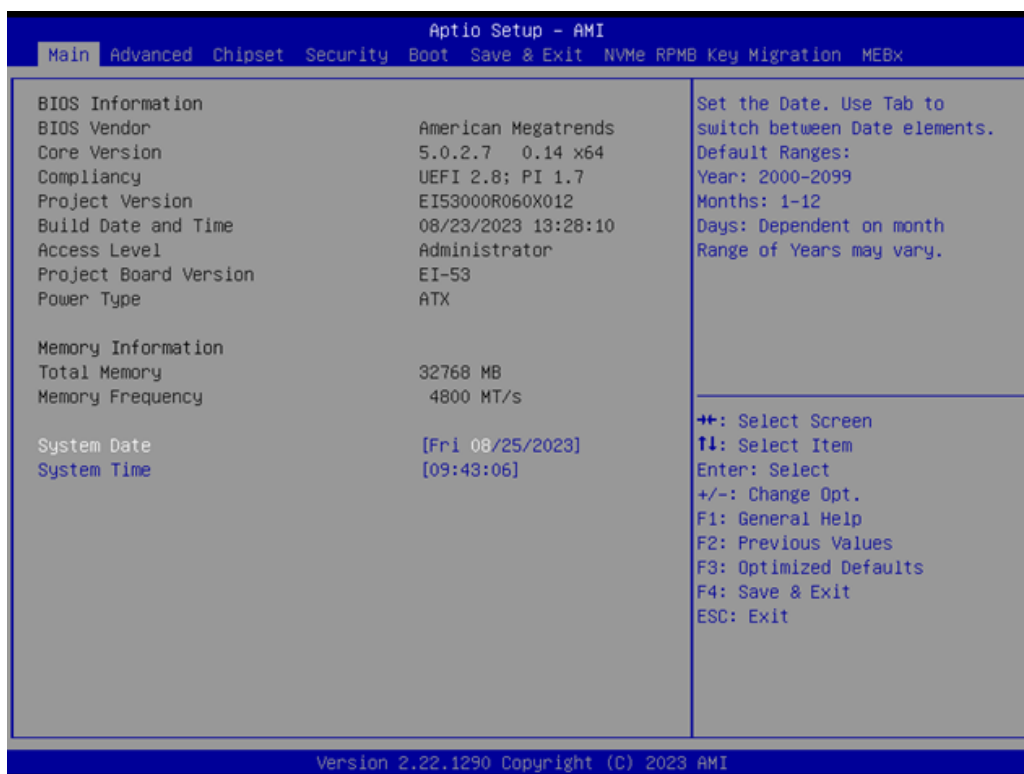 Aptio Setup – AMI
Main Advanced Chipset Security Boot Save & Exit NVMe RPMB Key Migration MEBx
BIOS Information
BIOS Vendor American Megatrends
Core Version 5.0.2.7 0.14 x64
Compliancy UEFI 2.8; PI 1.7
Project Version EI53000R060X012
Build Date and Time 08/23/2023 13:28:10
Access Level Administrator
Project Board Version EI-53
Power Type ATX
Memory Information
Total Memory 32768 MB
Memory Frequency 4800 MT/s
System Date [Fri 08/25/2023]
System Time [09:43:06]
Set the Date. Use Tab to
switch between Date elements.
Default Ranges:
Year: 2000-2099
Months: 1-12
Days: Dependent on month
Range of Years may vary.
→←: Select Screen
↑↓: Select Item
Enter: Select
+/-: Change Opt.
F1: General Help
F2: Previous Values
F3: Optimized Defaults
F4: Save & Exit
ESC: Exit
Version 2.22.1290 Copyright (C) 2023 AMI